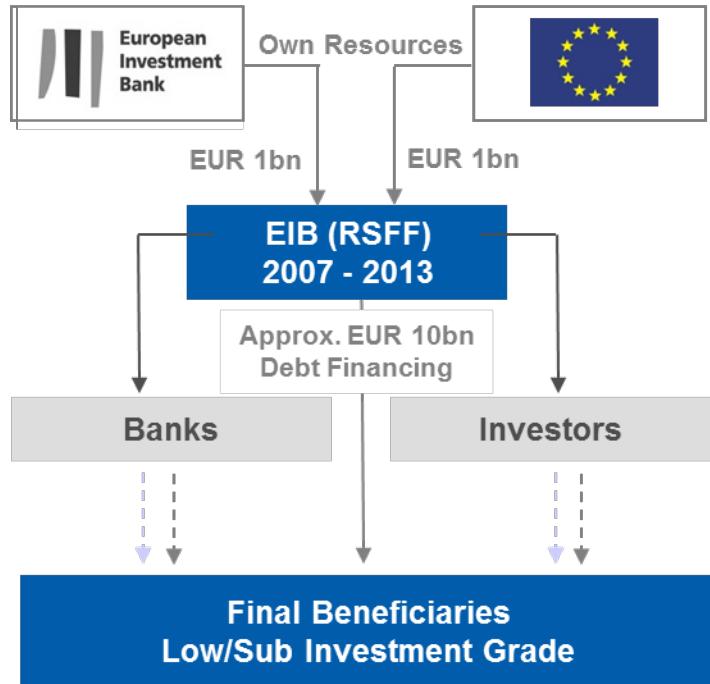 European
Investment
Bank
Own Resources
EUR 1bn
EUR 1bn
EIB (RSFF)
2007 - 2013
Approx. EUR 10bn
Debt Financing
Banks
Investors
Final Beneficiaries
Low/Sub Investment Grade